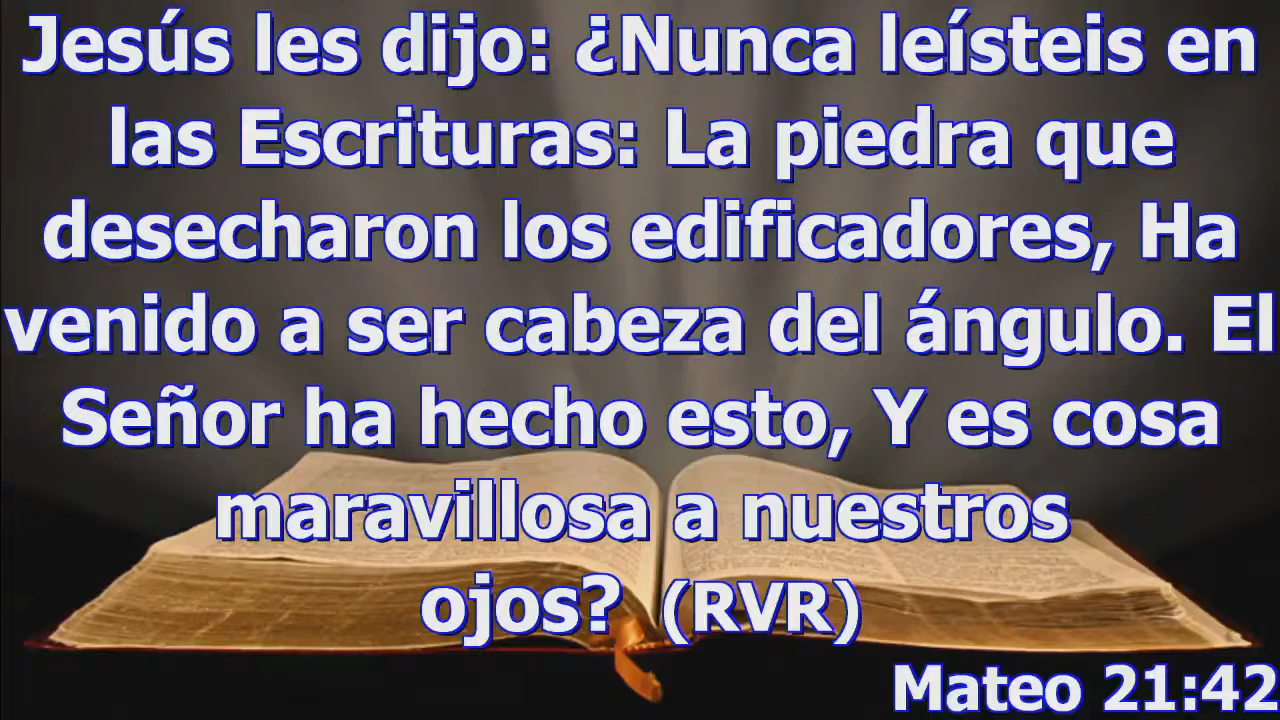 Jesús les dijo: ¿Nunca leísteis en
las Escrituras: La piedra que
desecharon los edificadores, Ha
venido a ser cabeza del ángulo. El
Señor ha hecho esto, Y es cosa
maravillosa a nuestros
ojos? (RVR)
Mateo 21:42